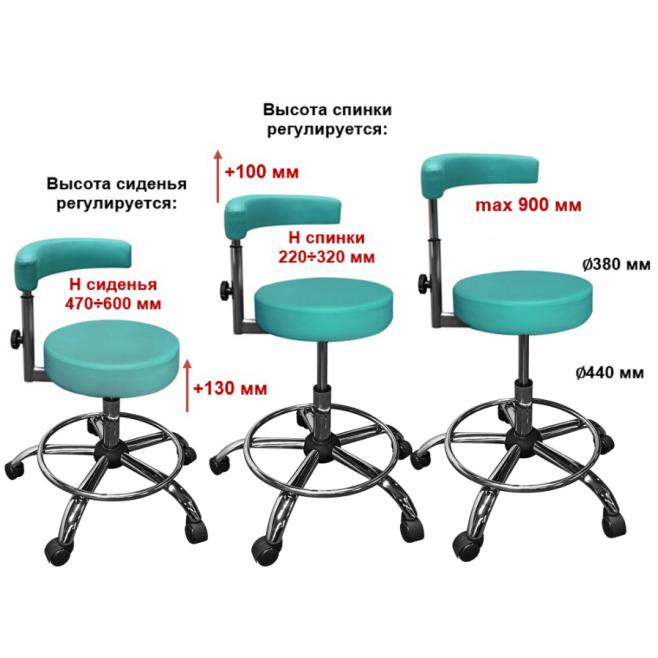 Высота спинки
регулируется:
+100 мм
Высота сиденья
регулируется:
max 900 мм
H спинки
220÷320 мм
Ø380 мм
H сиденья
470÷600 мм
+130 мм
Ø440 мм